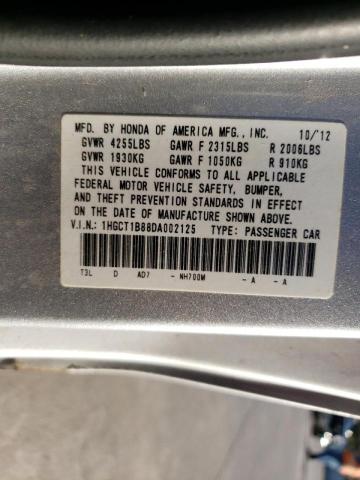 MFD. BY HONDA OF AMERICA MFG., INC. 10/12
GVWR 4255LBS GAWR F 2315LBS R 2006LBS
GVWR 1930KG GAWR F 1050KG R 910KG
THIS VEHICLE CONFORMS TO ALL APPLICABLE
FEDERAL MOTOR VEHICLE SAFETY, BUMPER,
AND THEFT PREVENTION STANDARDS IN EFFECT
ON THE DATE OF MANUFACTURE SHOWN ABOVE.
V.I.N.: 1HGCT1B88DA002125 TYPE: PASSENGER CAR
T3L D AD7 - NH700M - A - A